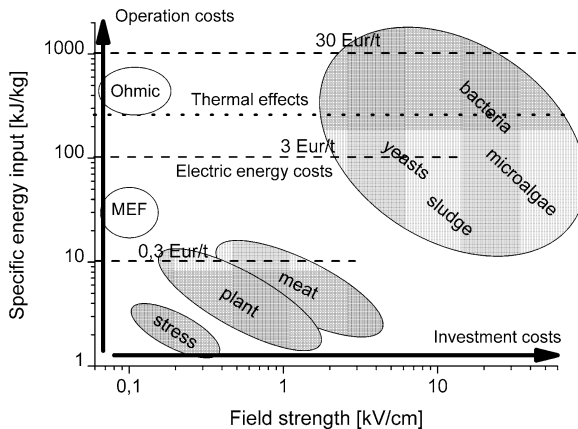 Operation costs
30 Eur/t
1000
Ohmic
bacteria
Thermal effects
3 Eur/t
100
yeasts
microalgae
Electric energy costs
MEF
sludge
0,3 Eur/t
10
meat
plant
stress
Investment costs
1
0,1
1
10
Field strength [kV/cm]
Specific energy input [kJ/kg]